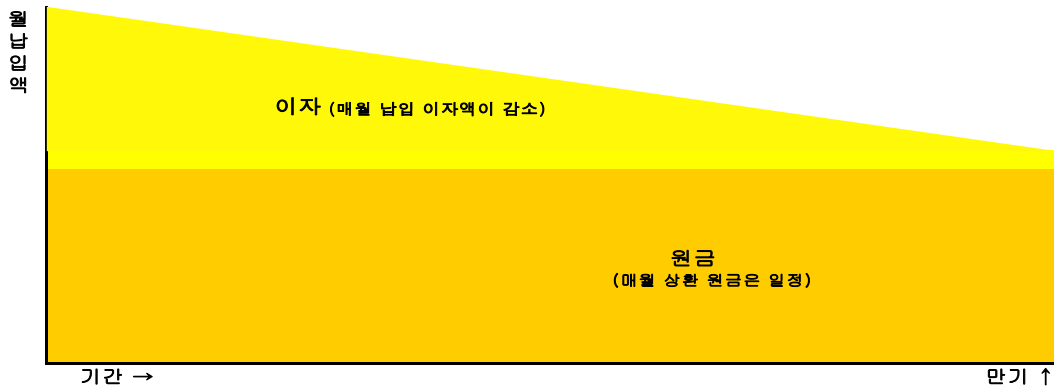 월납입액
이자 (매월 납입 이자액이 감소)
원금
(매월 상환 원금은 일정)
기간 →
만기 ↑